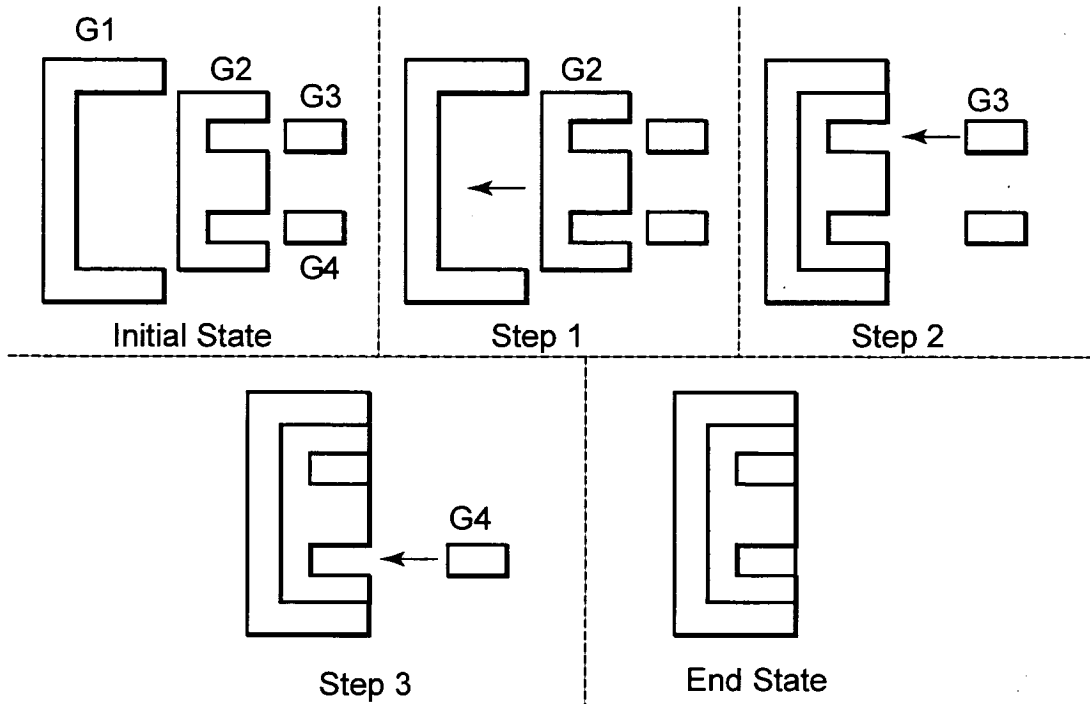 G1
G2
G3
G4
Initial State
G2
Step 1
G3
Step 2
G4
Step 3
End State